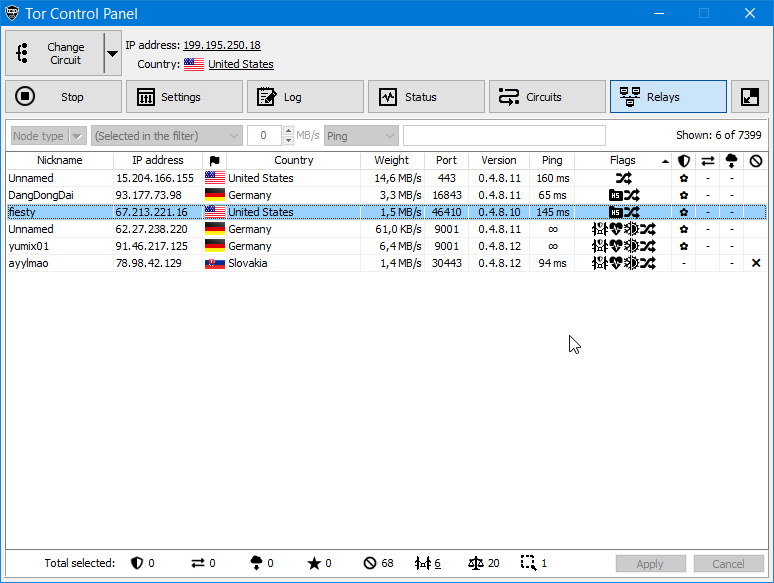 Tor Control Panel
Change Circuit
IP address: 199.195.250.18
Country: United States
Stop Settings Log Status Circuits Relays
Node type (Selected in the filter) 0 MB/s Ping Shown: 6 of 7399
Nickname IP address Country Weight Port Version Ping Flags
Unnamed 15.204.166.155 United States 14,6 MB/s 443 0.4.8.11 160 ms - -
DangDongDai 93.177.73.98 Germany 3,3 MB/s 16843 0.4.8.11 65 ms HS - -
fiesty 67.213.221.16 United States 1,5 MB/s 46410 0.4.8.10 145 ms HS - -
Unnamed 62.27.238.220 Germany 61,0 KB/s 9001 0.4.8.11 ∞ - -
yumix01 91.46.217.125 Germany 6,4 MB/s 9001 0.4.8.12 ∞ - -
ayylmao 78.98.42.129 Slovakia 1,4 MB/s 30443 0.4.8.12 94 ms - - -
Total selected: 0 0 0 0 68 6 20 1 Apply Cancel